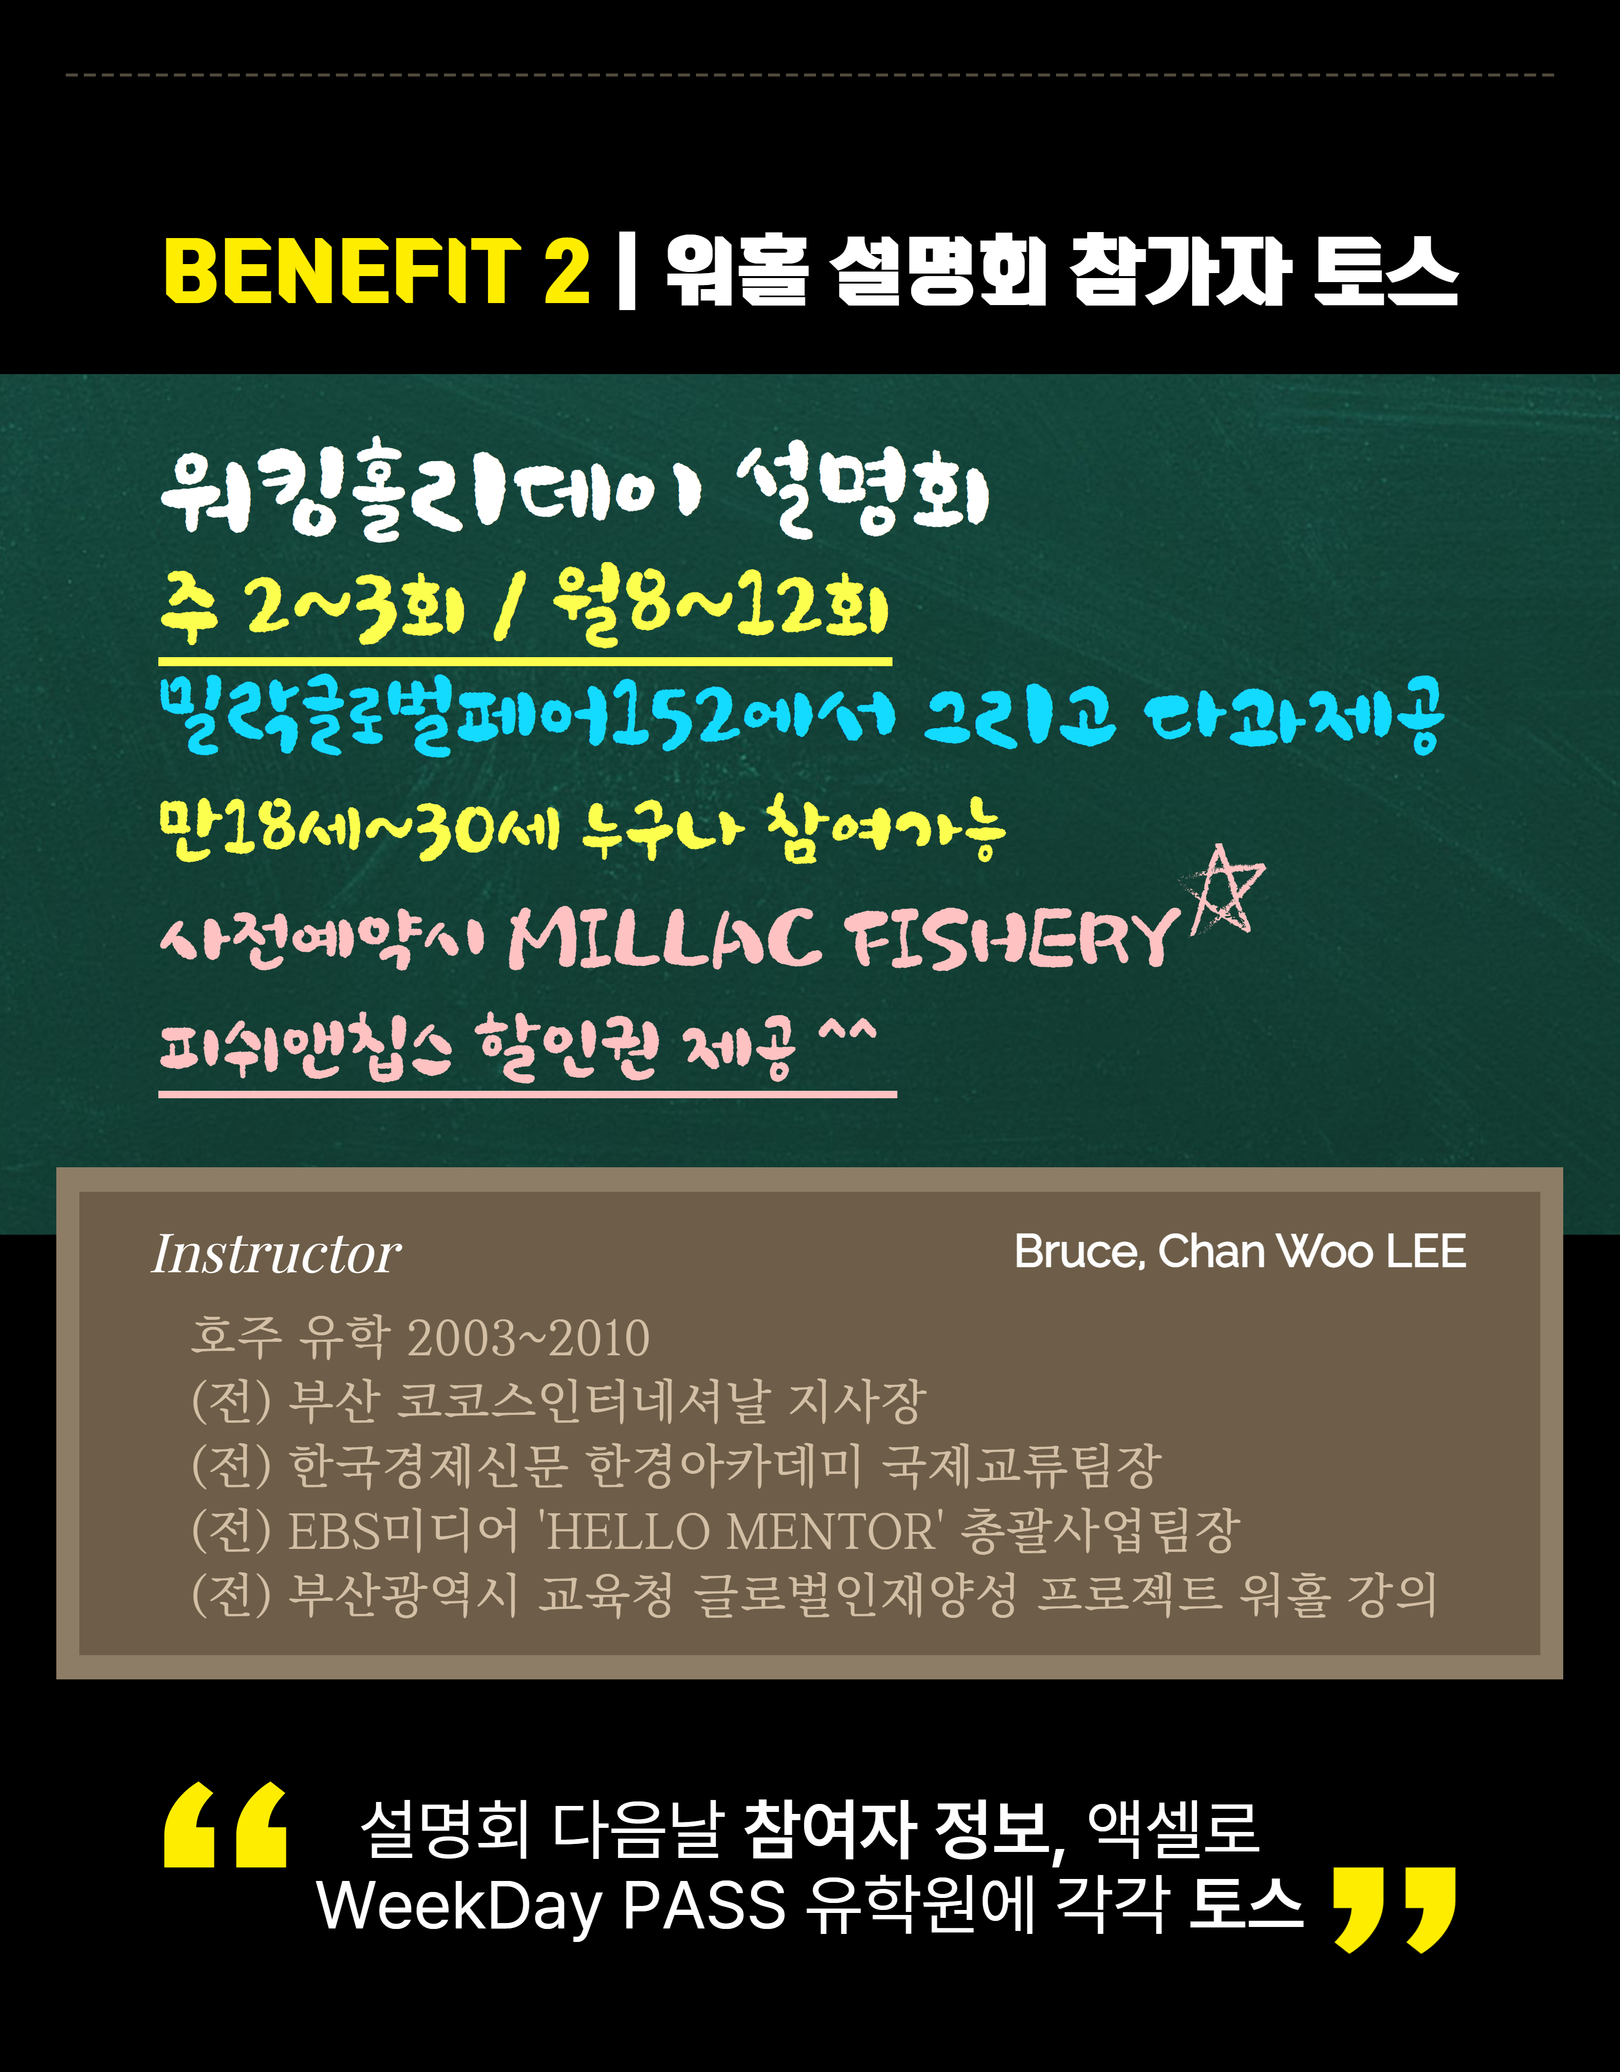 BENEFIT 2 | 워홀 설명회 참가자 토스
워킹홀리데이 설명회
주 2~3회 / 월8~12회
밀락글로벌페어152에서 그리고 다과제공
만18세~30세 누구나 참여가능
사전예약시 MILLAC FISHERY
피쉬앤칩스 할인권 제공 ^^
Instructor
Bruce, Chan Woo LEE
호주 유학 2003~2010
(전) 부산 코코스인터네셔날 지사장
(전) 한국경제신문 한경아카데미 국제교류팀장
(전) EBS미디어 'HELLO MENTOR' 총괄사업팀장
(전) 부산광역시 교육청 글로벌인재양성 프로젝트 워홀 강의
“ 설명회 다음날 참여자 정보, 액셀로
WeekDay PASS 유학원에 각각 토스 ”